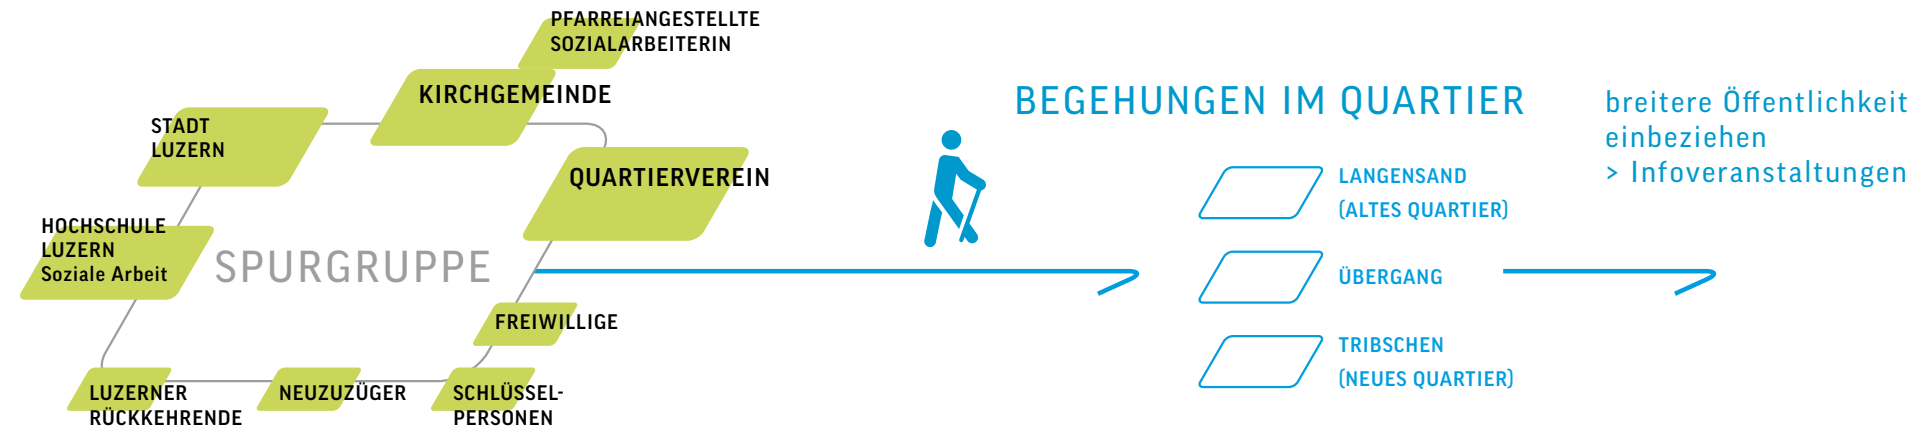 PFARREIANGESTELLTE
SOZIALARBEITERIN
KIRCHGEMEINDE
STADT
LUZERN
QUARTIERVEREIN
HOCHSCHULE
LUZERN
Soziale Arbeit
SPURGRUPPE
FREIWILLIGE
LUZERNER
RÜCKKEHRENDE
NEUZUZÜGER
SCHLÜSSEL-
PERSONEN
BEGEHUNGEN IM QUARTIER
LANGENSAND
(ALTES QUARTIER)
ÜBERGANG
TRIBSCHEN
(NEUES QUARTIER)
breitere Öffentlichkeit
einbeziehen
> Infoveranstaltungen